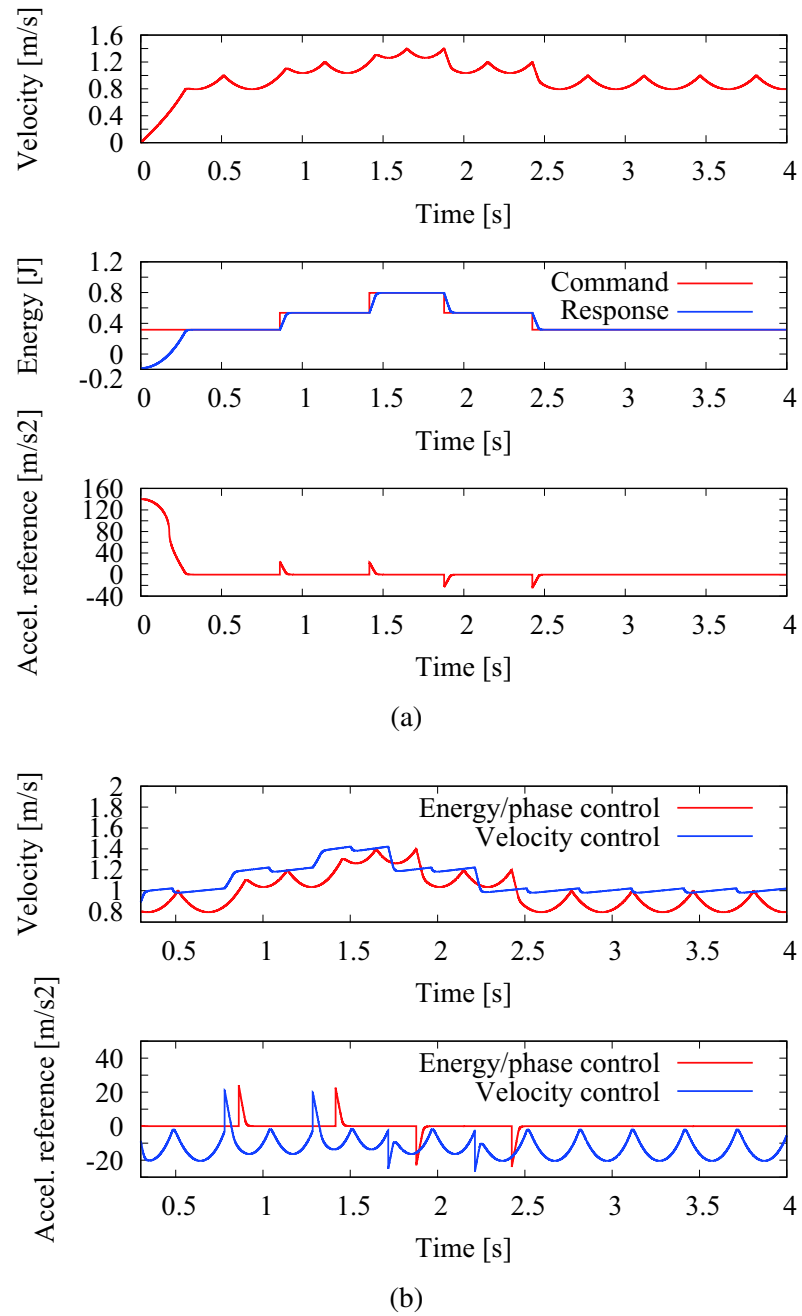 Velocity [m/s]
1.6
1.2
0.8
0.4
0
0 0.5 1 1.5 2 2.5 3 3.5 4
Time [s]
Energy [J]
1.2
0.8
0.4
0
-0.2
Command
Response
0 0.5 1 1.5 2 2.5 3 3.5 4
Time [s]
Accel. reference [m/s2]
160
120
80
40
0
-40
0 0.5 1 1.5 2 2.5 3 3.5 4
Time [s]
(a)
Velocity [m/s]
2
1.8
1.6
1.4
1.2
1
0.8
Energy/phase control
Velocity control
0.5 1 1.5 2 2.5 3 3.5 4
Time [s]
Accel. reference [m/s2]
40
20
0
-20
Energy/phase control
Velocity control
0.5 1 1.5 2 2.5 3 3.5 4
Time [s]
(b)